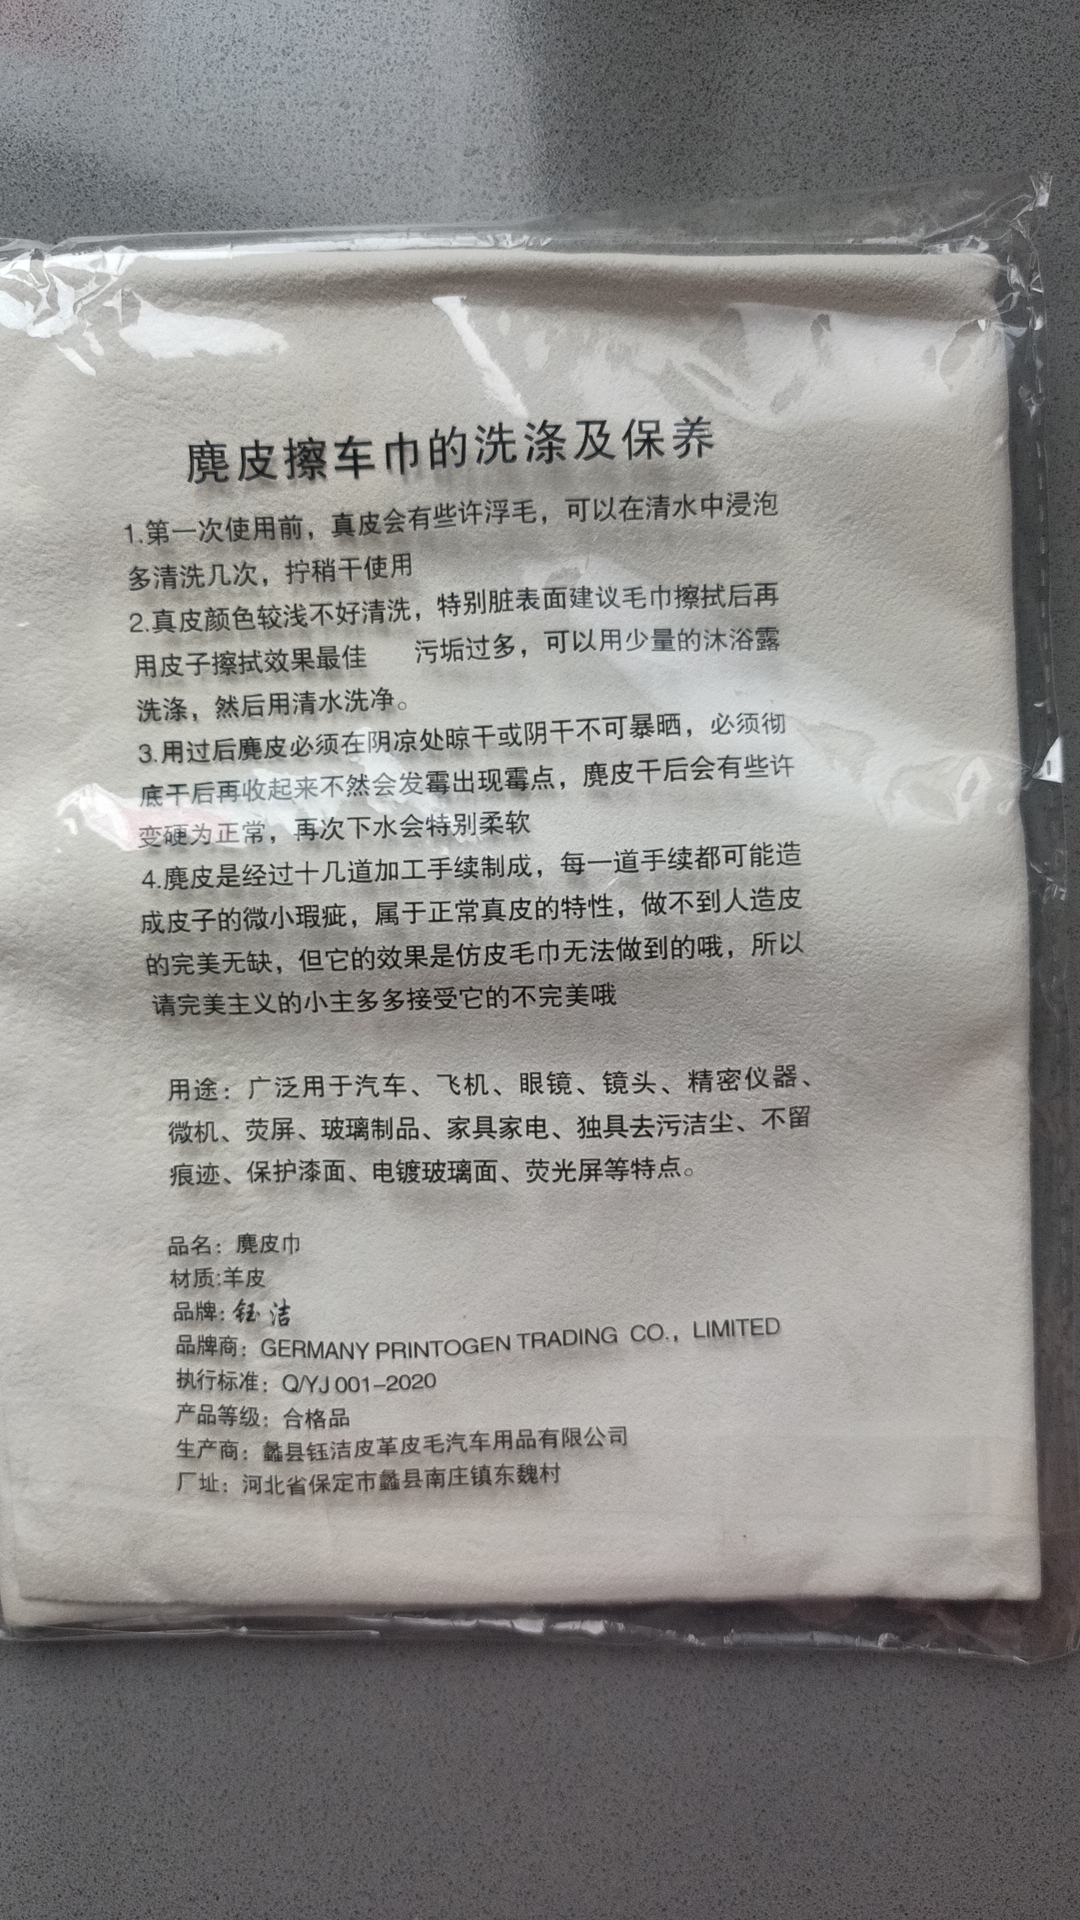 麂皮擦车巾的洗涤及保养
1.第一次使用前，真皮会有些许浮毛，可以在清水中浸泡
多清洗几次，拧稍干使用
2.真皮颜色较浅不好清洗，特别脏表面建议毛巾擦拭后再
用皮子擦拭效果最佳 污垢过多，可以用少量的沐浴露
洗涤，然后用清水洗净。
3.用过后麂皮必须在阴凉处晾干或阴干不可暴晒，必须彻
底干后再收起来不然会发霉出现霉点，麂皮干后会有些许
变硬为正常，再次下水会特别柔软
4.麂皮是经过十几道加工手续制成，每一道手续都可能造
成皮子的微小瑕疵，属于正常真皮的特性，做不到人造皮
的完美无缺，但它的效果是仿皮毛巾无法做到的哦，所以
请完美主义的小主多多接受它的不完美哦
用途：广泛用于汽车、飞机、眼镜、镜头、精密仪器、
微机、荧屏、玻璃制品、家具家电、独具去污洁尘、不留
痕迹、保护漆面、电镀玻璃面、荧光屏等特点。
品名：麂皮巾
材质:羊皮
品牌:钰洁
品牌商：GERMANY PRINTOGEN TRADING CO.，LIMITED
执行标准：Q/YJ 001-2020
产品等级：合格品
生产商：蠡县钰洁皮革皮毛汽车用品有限公司
厂址：河北省保定市蠡县南庄镇东魏村